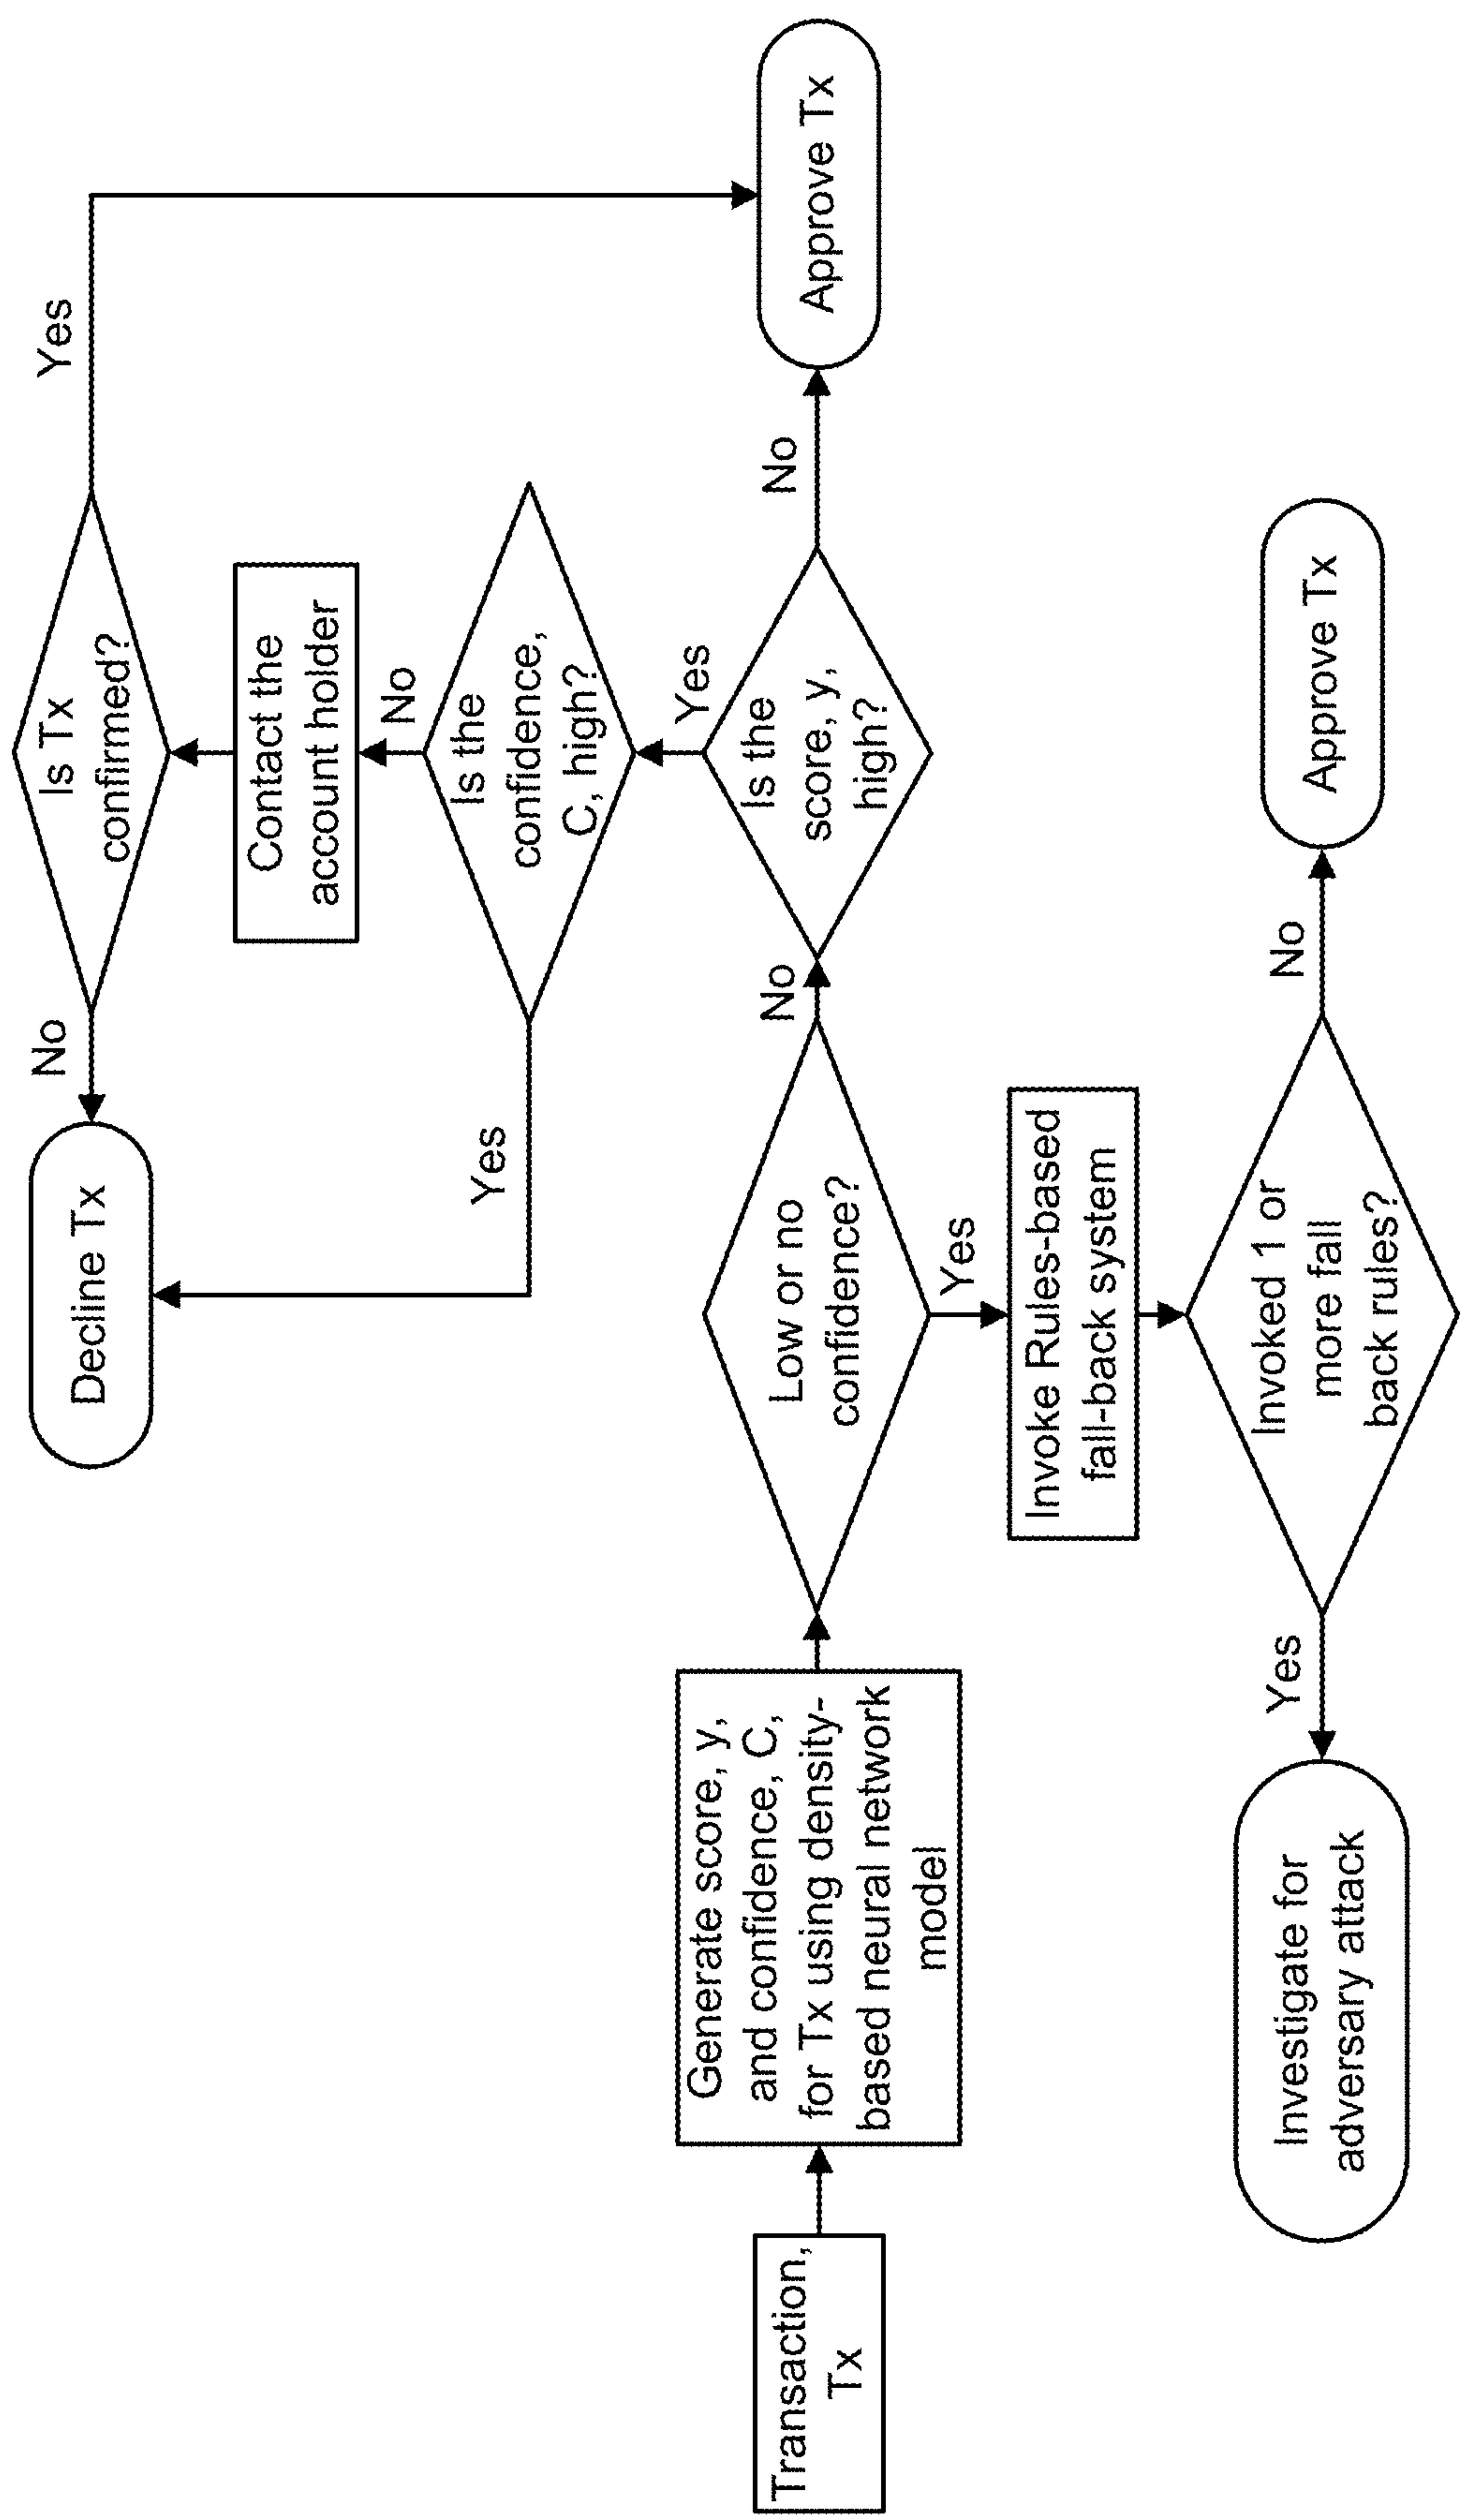 Transaction,
Tx
Generate score, y,
and confidence, C,
for Tx using density-
based neural network
model
Low or no
confidence?
No
Yes
Is the
score, y,
high?
No
Approve Tx
Yes
Is the
confidence,
C, high?
Yes
Decline Tx
No
Contact the
account holder
Is Tx
confirmed?
No
Yes
Invoke Rules-based
fall-back system
Invoked 1 or
more fall
back rules?
Yes
Investigate for
adversary attack
No
Approve Tx